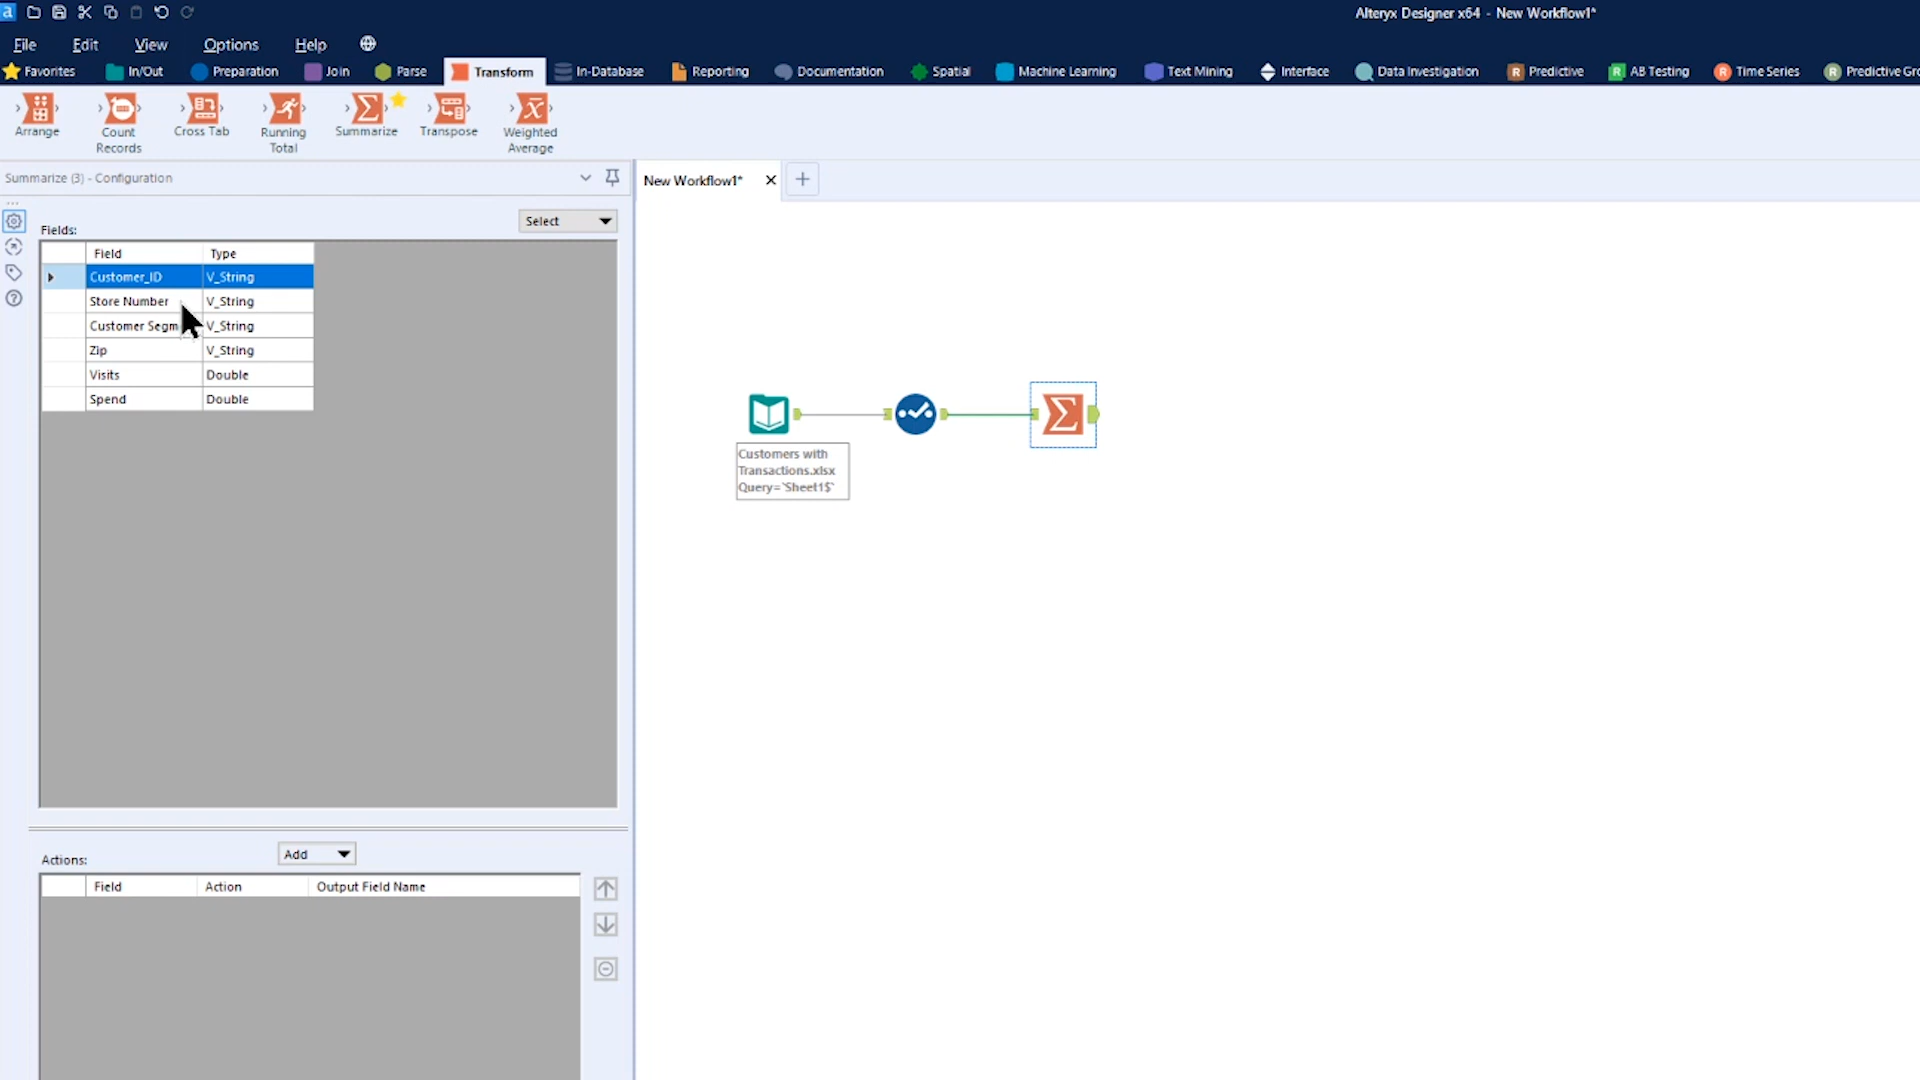 Alteryx Designer x64 - New Workflow1*
File Edit View Options Help
Favorites In/Out Preparation Join Parse Transform In-Database Reporting Documentation Spatial Machine Learning Text Mining Interface Data Investigation Predictive AB Testing Time Series Predictive Gro
Arrange
Count
Records
Cross Tab
Running
Total
Summarize
Transpose
Weighted
Average
Summarize (3) - Configuration
New Workflow1*
Fields:
Select
Field Type
Customer_ID V_String
Store Number V_String
Customer Segm V_String
Zip V_String
Visits Double
Spend Double
Customers with
Transactions.xlsx
Query=`Sheet1$`
Actions:
Add
Field Action Output Field Name